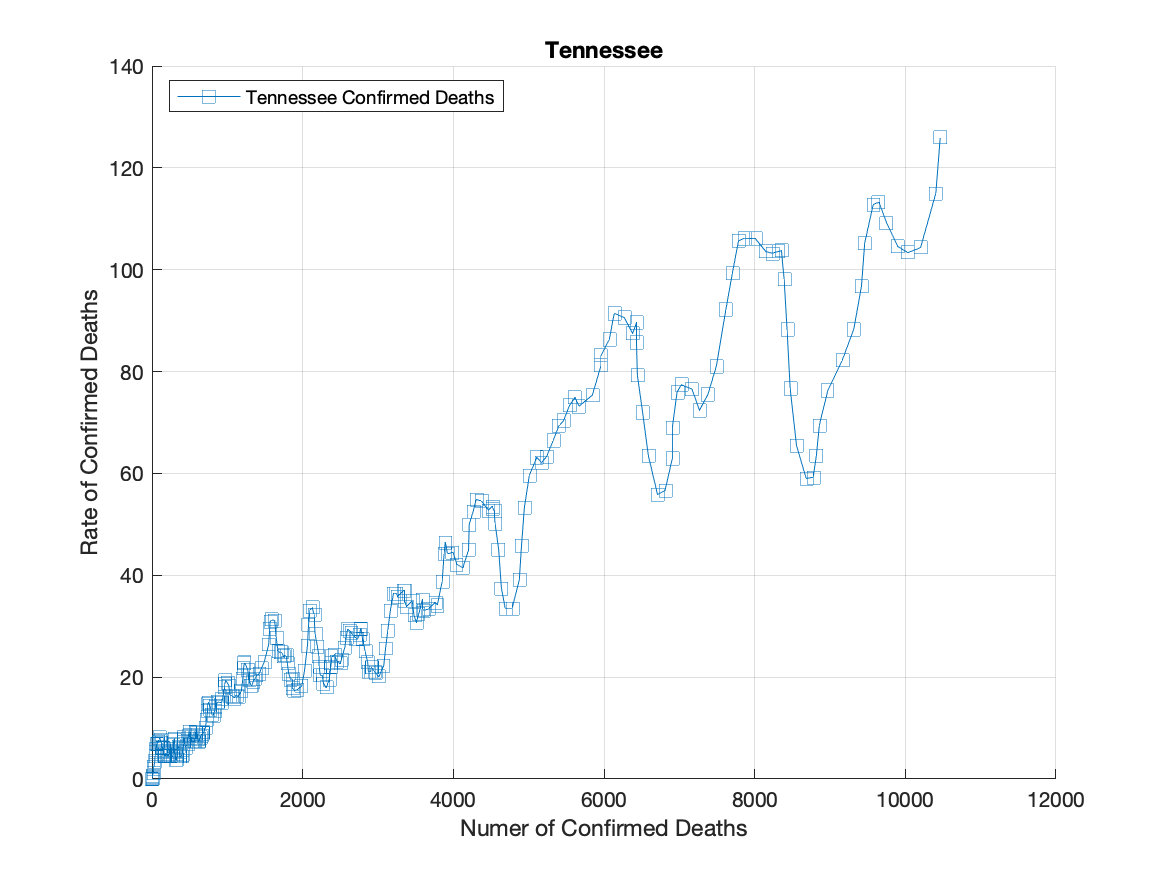 Tennessee
Tennessee Confirmed Deaths
140
120
100
80
60
40
20
0
Rate of Confirmed Deaths
0 2000 4000 6000 8000 10000 12000
Numer of Confirmed Deaths